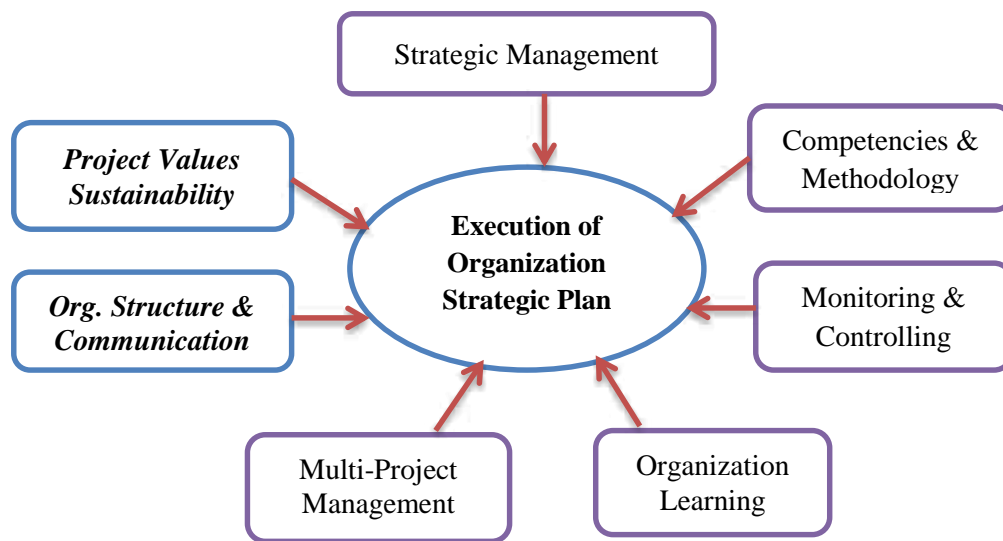 Strategic Management
Project Values
Sustainability
Competencies &
Methodology
Execution of
Organization
Strategic Plan
Org. Structure &
Communication
Monitoring &
Controlling
Multi-Project
Management
Organization
Learning